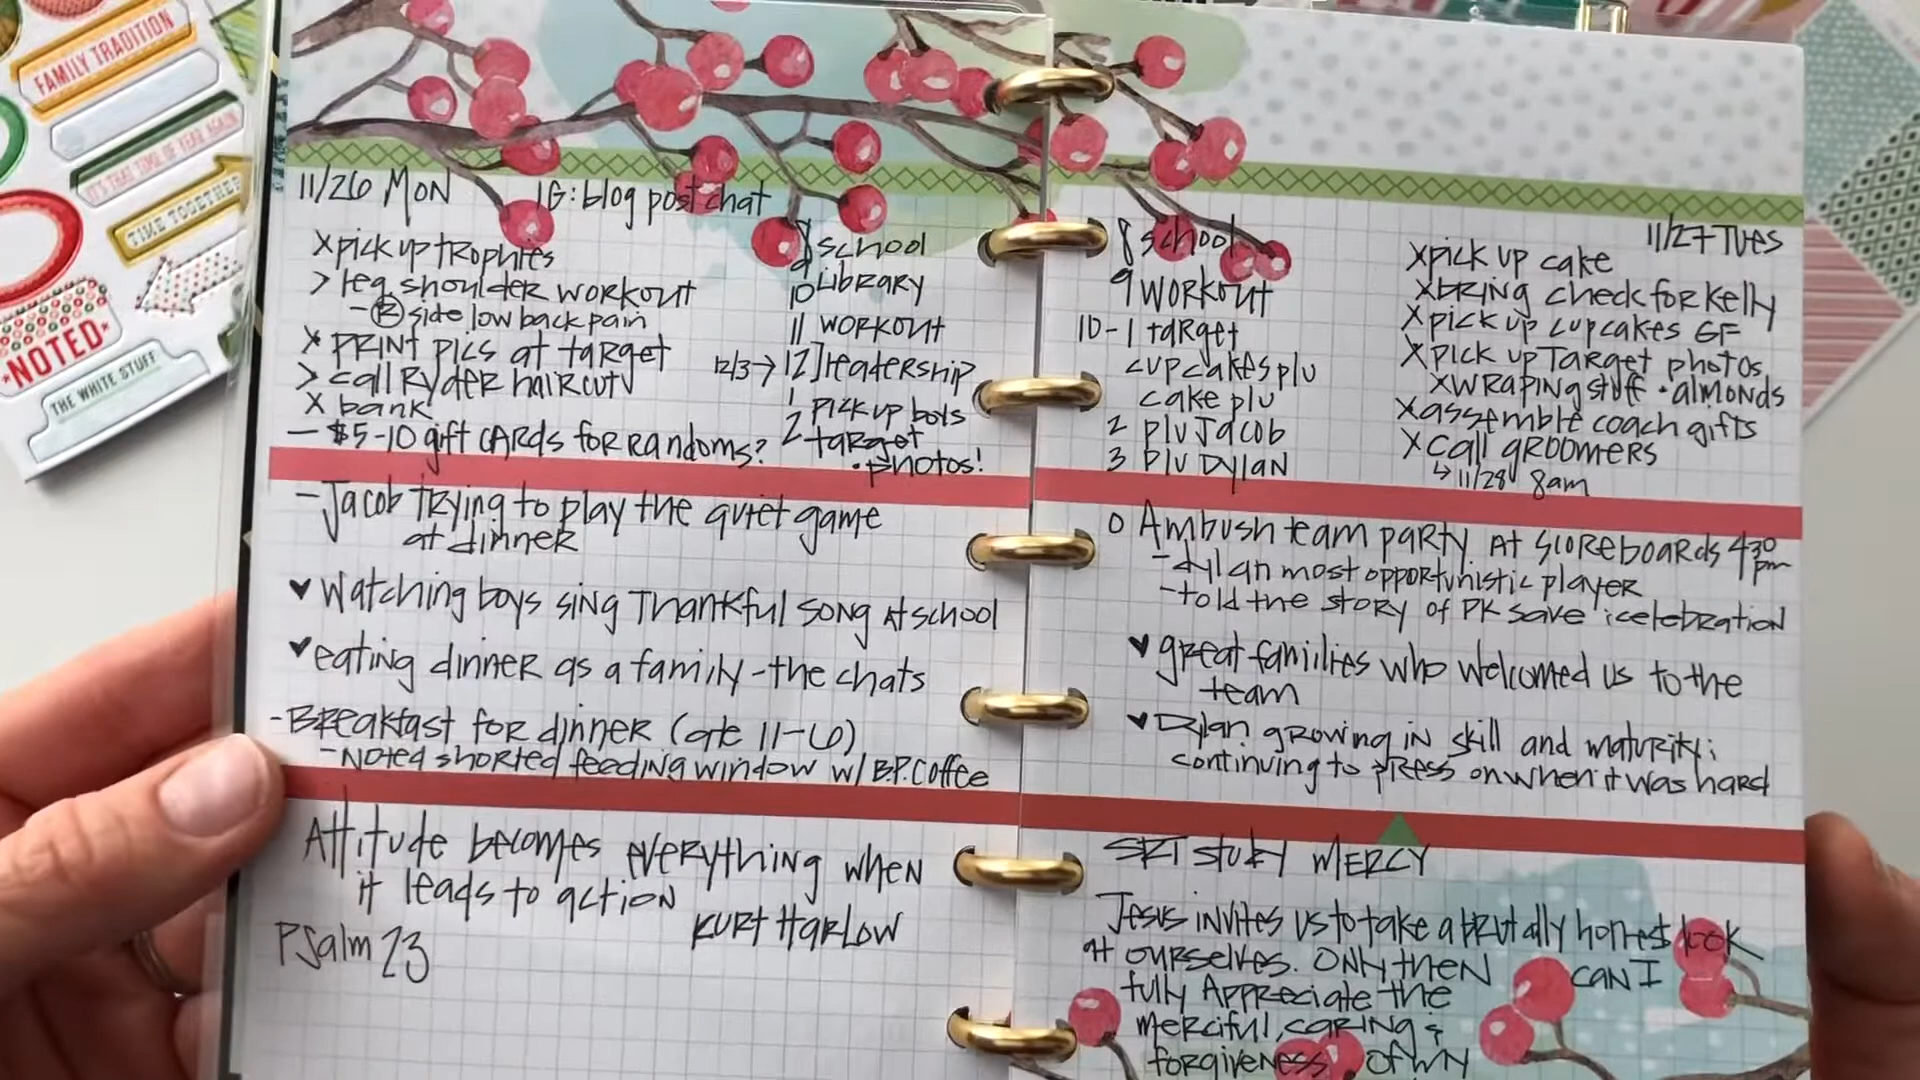 FAMILY TRADITION
IT'S THAT TIME OF YEAR AGAIN
TIME TOGETHER
NOTED
THE WHITE STUFF
11/26 MON
IG: blog post chat
X pick up trophies
> leg shoulder workout
- R side low back pain
X PRINT pics at target
> call Ryder haircut
X bank
- $5-10 gift cards for randoms?
8 school
9 Library
10
11 workout
12/3 → 12] leadership
1 pick up boys
2 target
• photos!
- Jacob trying to play the quiet game
at dinner
♥ Watching boys sing Thankful song at school
♥ eating dinner as a family - the chats
- Breakfast for dinner (ate 11-6)
- Noted shorted feeding window w/ B.P. Coffee
Attitude becomes everything when
it leads to action
Kurt Harlow
Psalm 23
11/27 Tues
8 school
9 workout
10-1 target
cupcakes p/u
cake p/u
2 p/u Jacob
3 p/u Dylan
X pick up cake
X bring check for Kelly
X pick up cupcakes GF
X pick up Target photos
X wraping stuff • almonds
X assemble coach gifts
X call groomers
↳ 11/28 8am
o Ambush team party at Scoreboards 4:30 pm
- dylan most opportunistic player
- told the story of PK save & celebration
♥ great famiilies who welcomed us to the
team
♥ Dylan growing in skill and maturity;
continuing to press on when it was hard
SRT study MERCY
Jesus invites us to take a brutally honest look
at ourselves. Only then can I
fully appreciate the
merciful, caring &
forgiveness of my